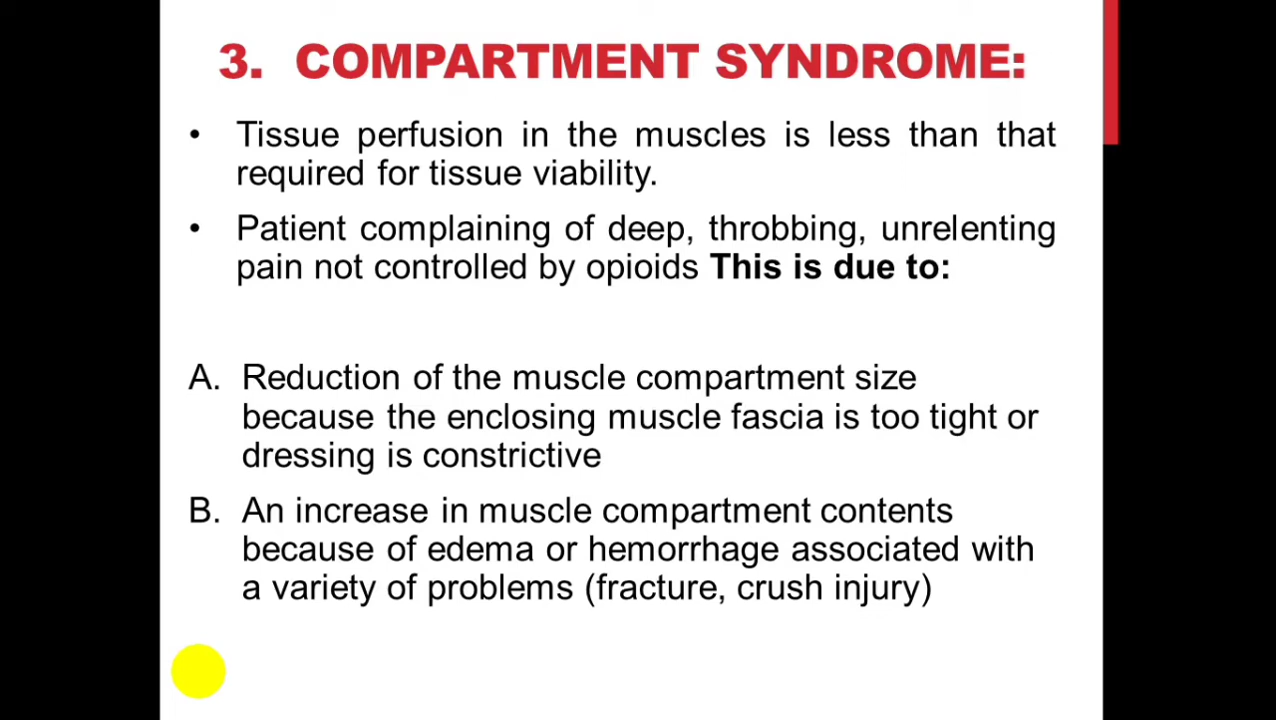 3. COMPARTMENT SYNDROME:
• Tissue perfusion in the muscles is less than that
required for tissue viability.
• Patient complaining of deep, throbbing, unrelenting
pain not controlled by opioids This is due to:
A. Reduction of the muscle compartment size
because the enclosing muscle fascia is too tight or
dressing is constrictive
B. An increase in muscle compartment contents
because of edema or hemorrhage associated with
a variety of problems (fracture, crush injury)